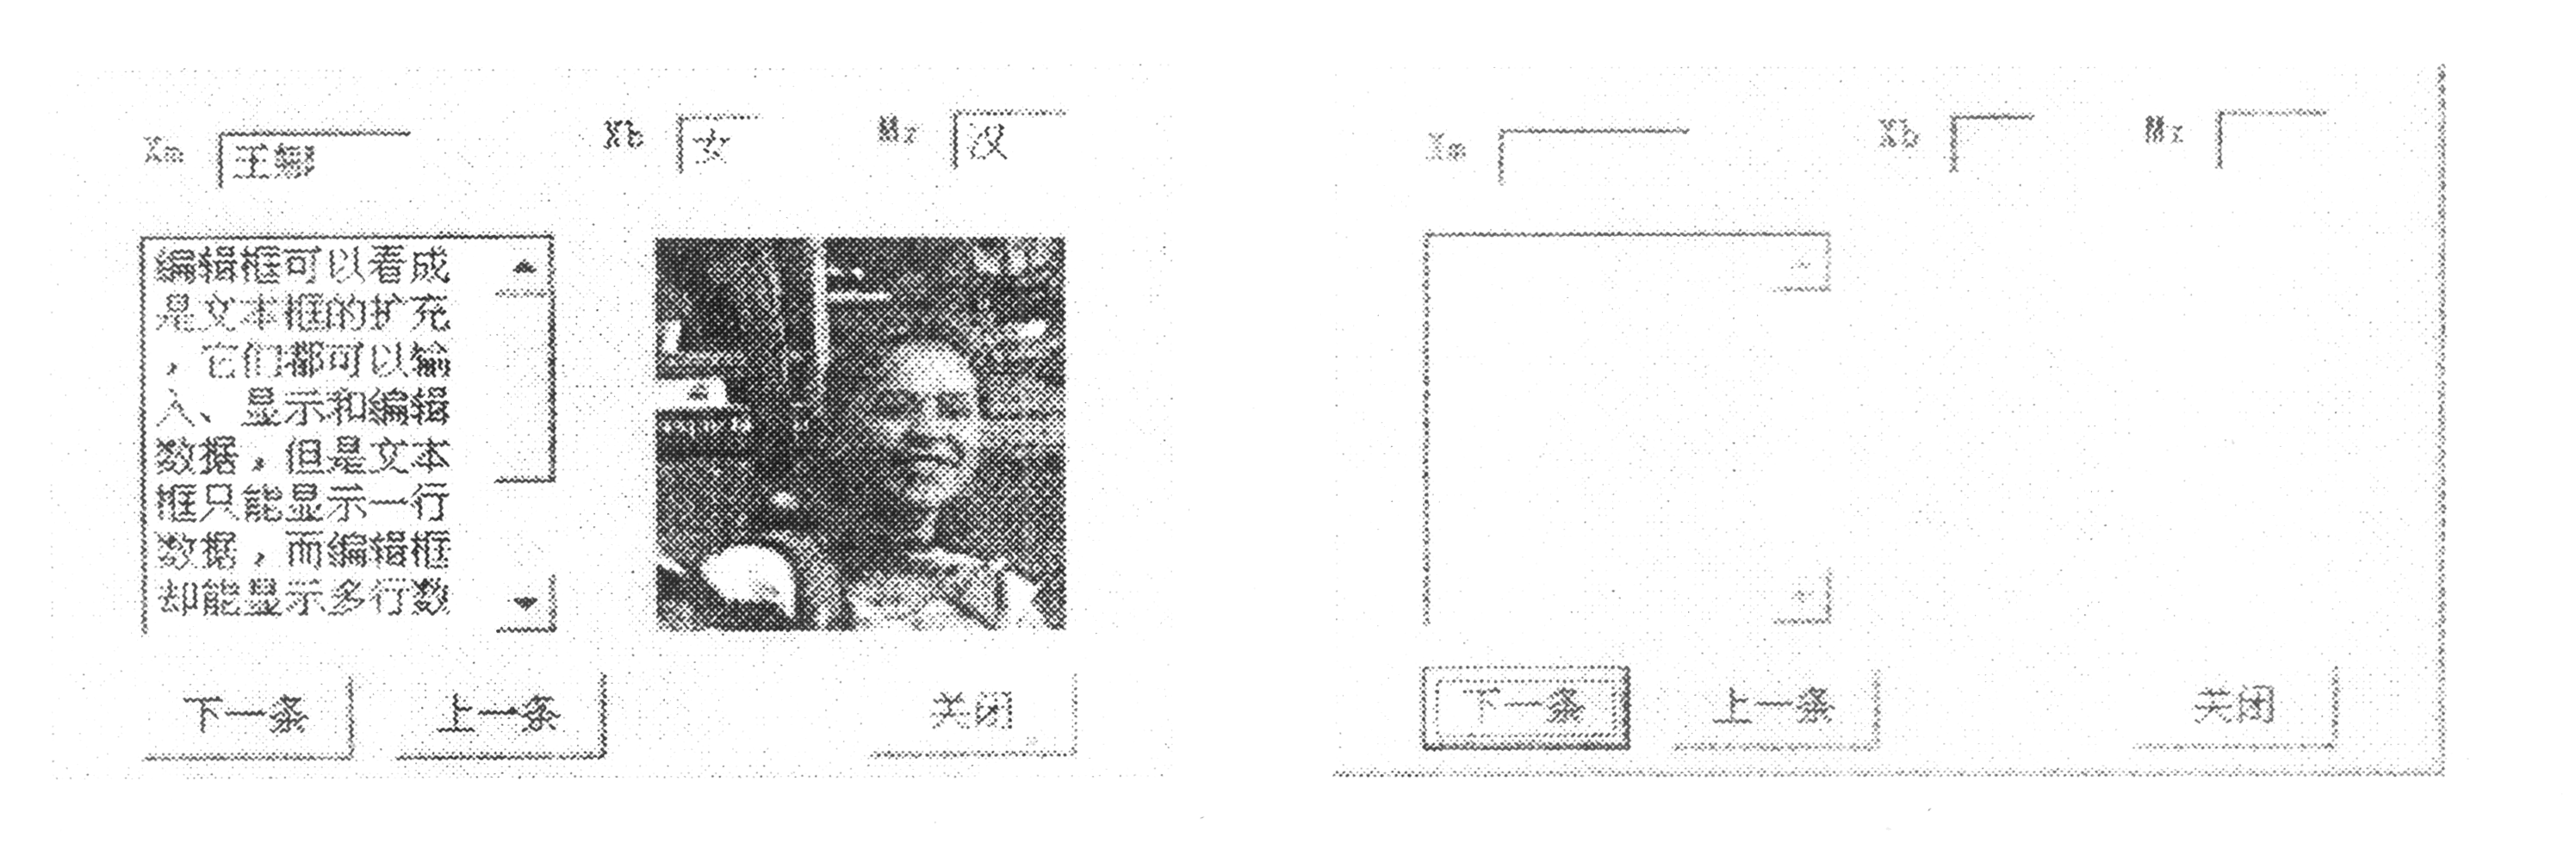 Xm 王娜 Xb 女 Mz 汉
编辑框可以看成
是文本框的扩充
，它们都可以输
入、显示和编辑
数据，但是文本
框只能显示一行
数据，而编辑框
却能显示多行数
下一条 上一条 关闭
Xm Xb Mz
下一条 上一条 关闭